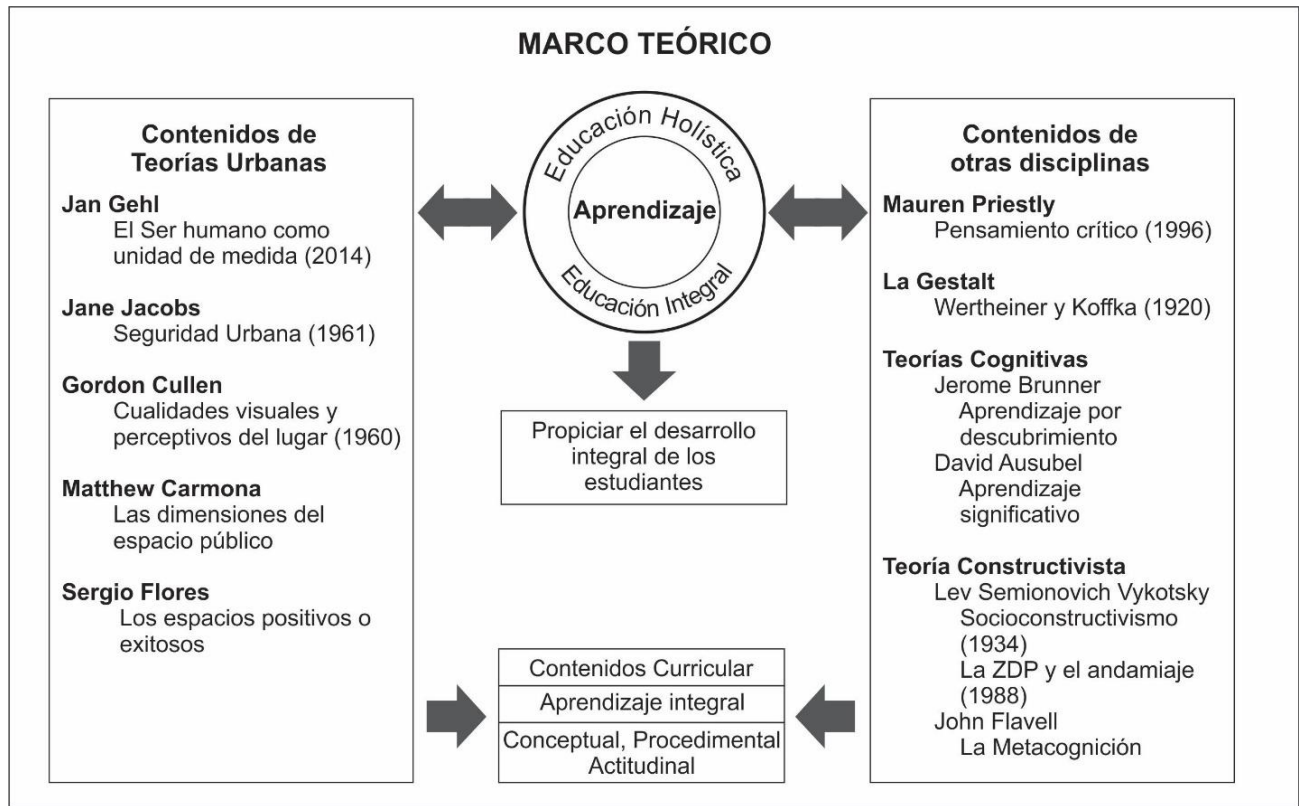 MARCO TEÓRICO
Contenidos de
Teorías Urbanas
Jan Gehl
El Ser humano como
unidad de medida (2014)
Jane Jacobs
Seguridad Urbana (1961)
Gordon Cullen
Cualidades visuales y
perceptivos del lugar (1960)
Matthew Carmona
Las dimensiones del
espacio público
Sergio Flores
Los espacios positivos o
exitosos
Educación Holística
Aprendizaje
Educación Integral
Propiciar el desarrollo
integral de los
estudiantes
Contenidos Curricular
Aprendizaje integral
Conceptual, Procedimental
Actitudinal
Contenidos de
otras disciplinas
Mauren Priestly
Pensamiento crítico (1996)
La Gestalt
Wertheiner y Koffka (1920)
Teorías Cognitivas
Jerome Brunner
Aprendizaje por
descubrimiento
David Ausubel
Aprendizaje
significativo
Teoría Constructivista
Lev Semionovich Vykotsky
Socioconstructivismo
(1934)
La ZDP y el andamiaje
(1988)
John Flavell
La Metacognición